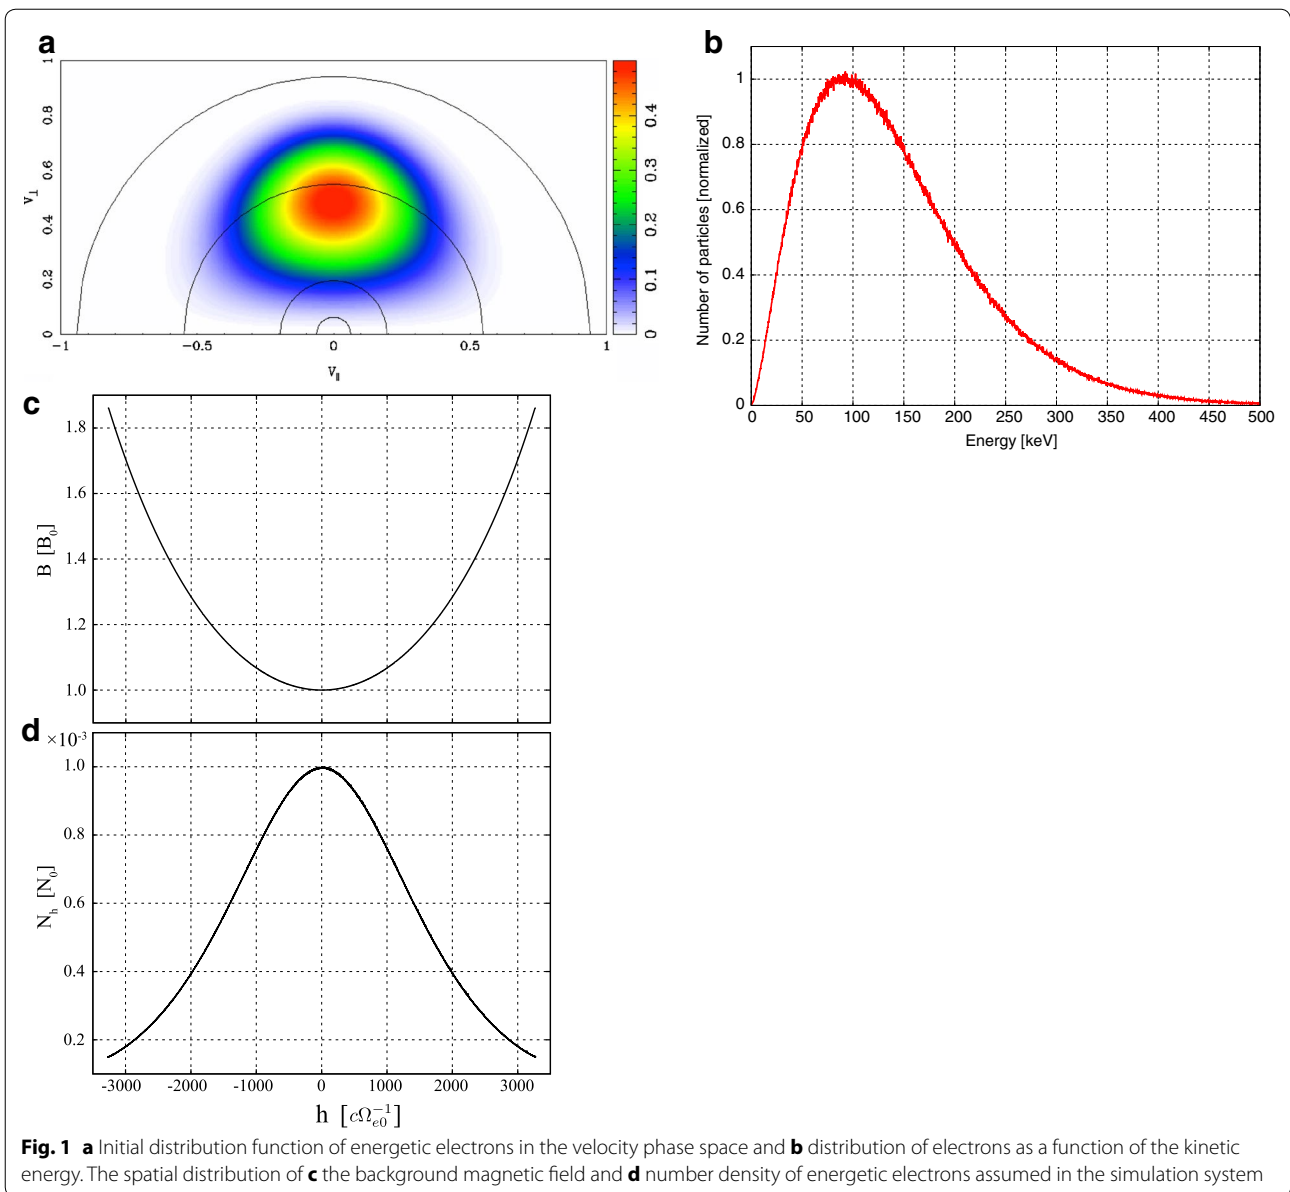 a
1
0.8
0.6
0.4
0.2
0
V⊥
−1
−0.5
0
0.5
1
V∥
0.4
0.3
0.2
0.1
0
b
Number of particles [normalized]
1
0.8
0.6
0.4
0.2
0
0 50 100 150 200 250 300 350 400 450 500
Energy [keV]
c
B [B₀]
1.8
1.6
1.4
1.2
1.0
d
×10⁻³
N_h [N₀]
1.0
0.8
0.6
0.4
0.2
-3000 -2000 -1000 0 1000 2000 3000
h [cΩ_{e0}^{-1}]
Fig. 1 a Initial distribution function of energetic electrons in the velocity phase space and b distribution of electrons as a function of the kinetic
energy. The spatial distribution of c the background magnetic field and d number density of energetic electrons assumed in the simulation system